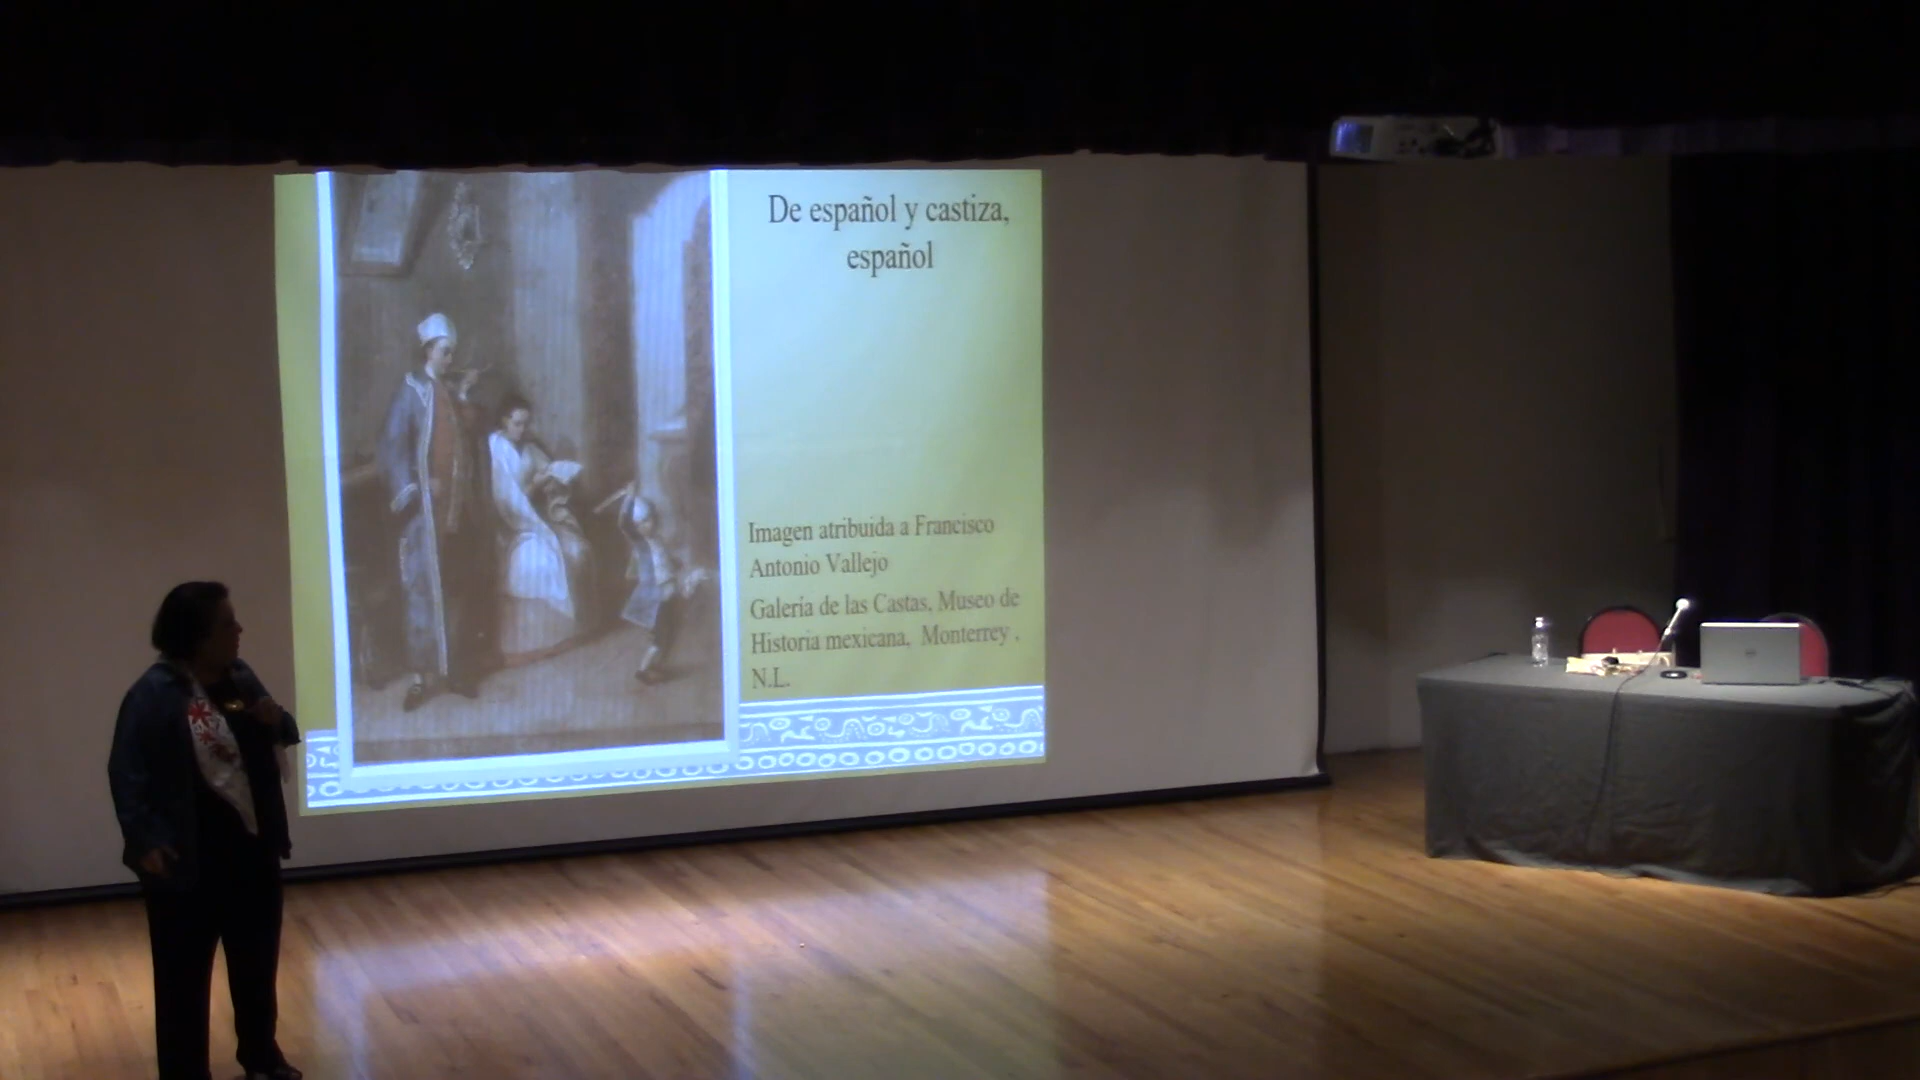 De español y castiza,
español
Imagen atribuida a Francisco
Antonio Vallejo
Galería de las Castas, Museo de
Historia mexicana, Monterrey ,
N.L.